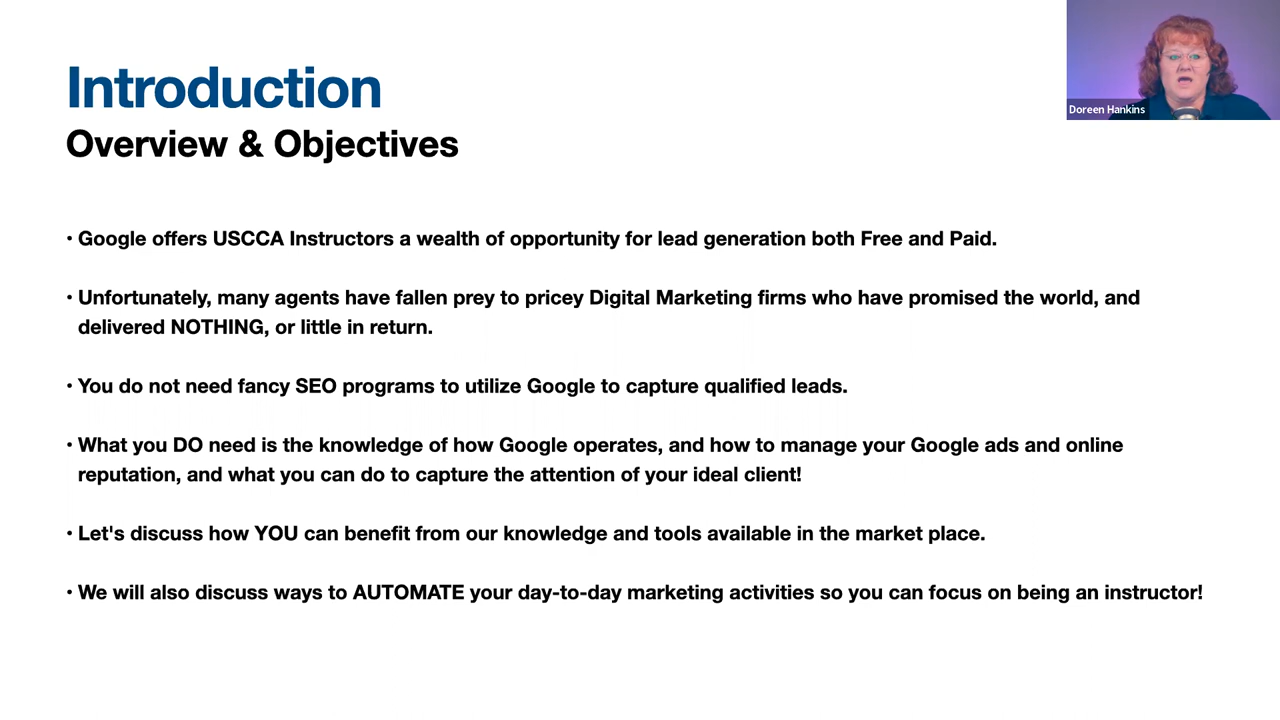 Introduction
Overview & Objectives
Doreen Hankins
• Google offers USCCA Instructors a wealth of opportunity for lead generation both Free and Paid.
• Unfortunately, many agents have fallen prey to pricey Digital Marketing firms who have promised the world, and
delivered NOTHING, or little in return.
• You do not need fancy SEO programs to utilize Google to capture qualified leads.
• What you DO need is the knowledge of how Google operates, and how to manage your Google ads and online
reputation, and what you can do to capture the attention of your ideal client!
• Let's discuss how YOU can benefit from our knowledge and tools available in the market place.
• We will also discuss ways to AUTOMATE your day-to-day marketing activities so you can focus on being an instructor!